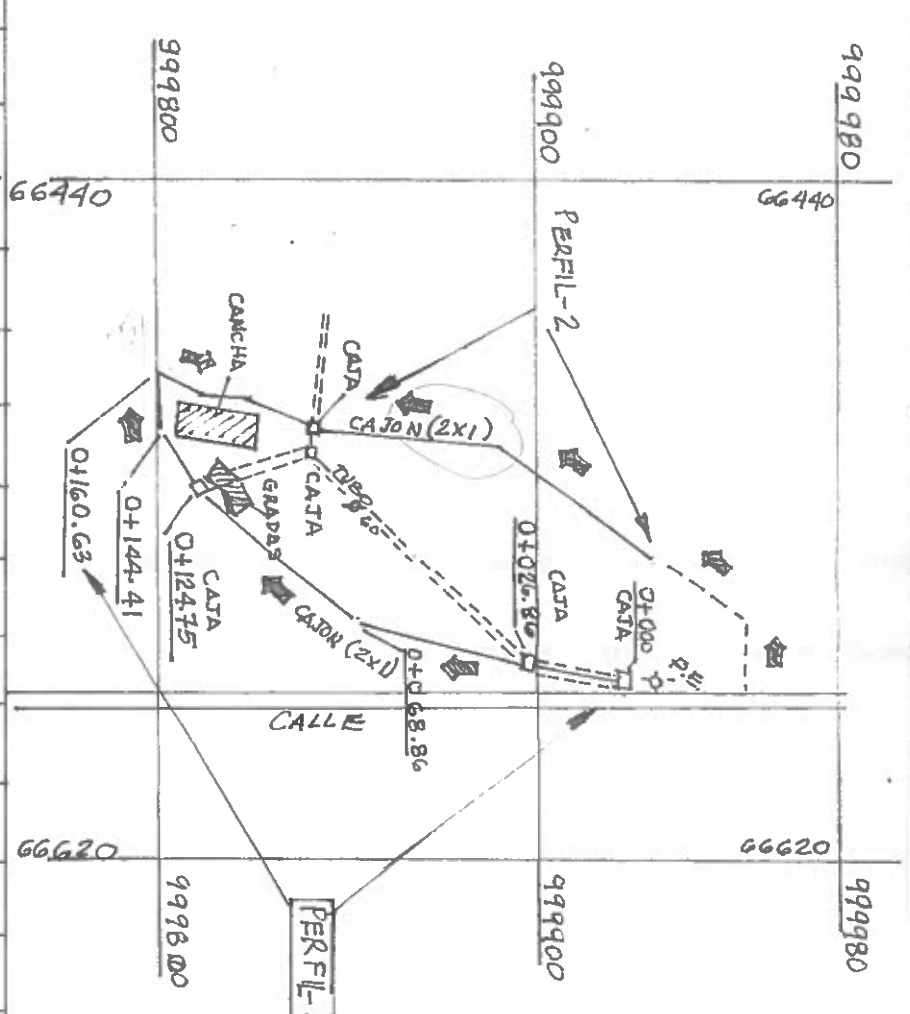 999800
999900
999980
66440
66440
PERFIL-2
CANCHA
CAJA
CAJON (2X1)
CAJA
GRADAS
0+160.63
0+144.41
CAJA
0+124.75
CAJON (2X1)
CAJA
0+026.86
0+000
CAJA
0+068.86
CALLE
66620
66620
999800
999900
999980
PERFIL-